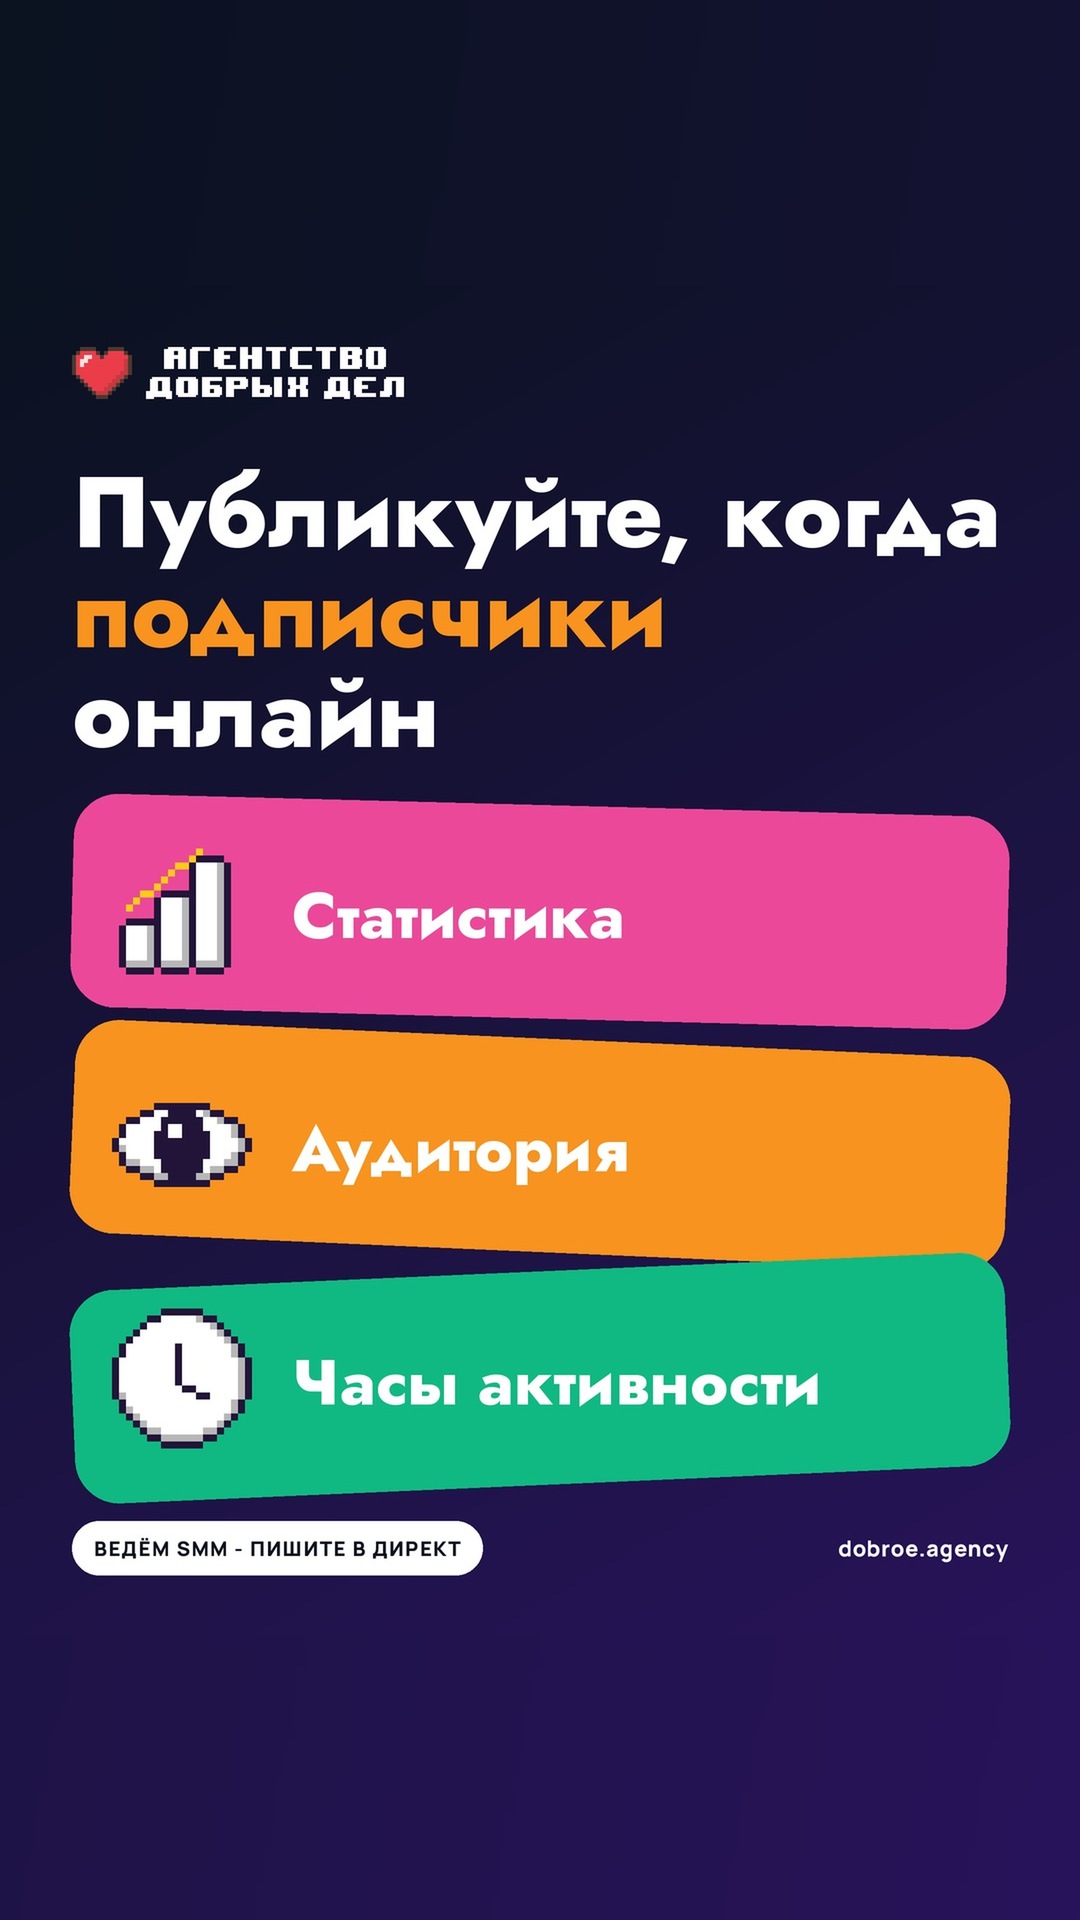 АГЕНТСТВО
ДОБРЫХ ДЕЛ
Публикуйте, когда
подписчики
онлайн
Статистика
Аудитория
Часы активности
ВЕДЁМ SMM - ПИШИТЕ В ДИРЕКТ
dobroe.agency